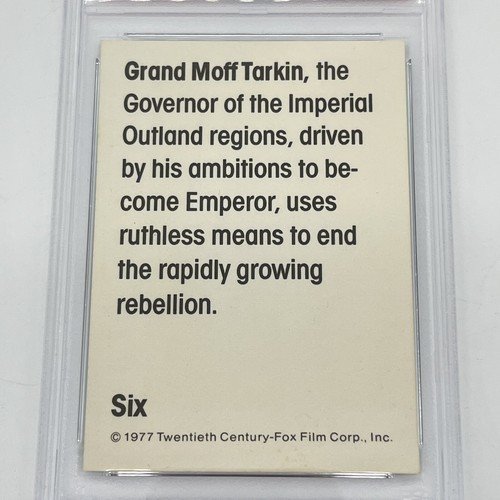 Grand Moff Tarkin, the
Governor of the Imperial
Outland regions, driven
by his ambitions to be-
come Emperor, uses
ruthless means to end
the rapidly growing
rebellion.
Six
© 1977 Twentieth Century-Fox Film Corp., Inc.